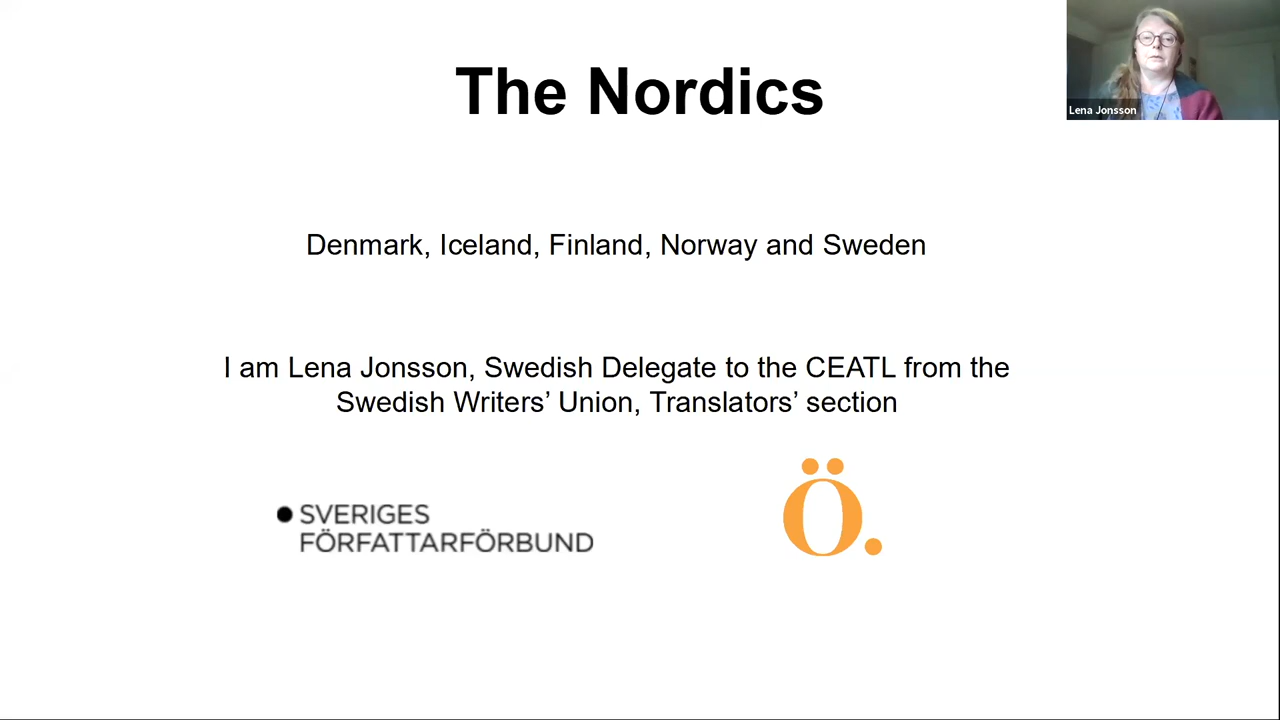 The Nordics
Lena Jonsson
Denmark, Iceland, Finland, Norway and Sweden
I am Lena Jonsson, Swedish Delegate to the CEATL from the
Swedish Writers’ Union, Translators’ section
SVERIGES
FÖRFATTARFÖRBUND
Ö.